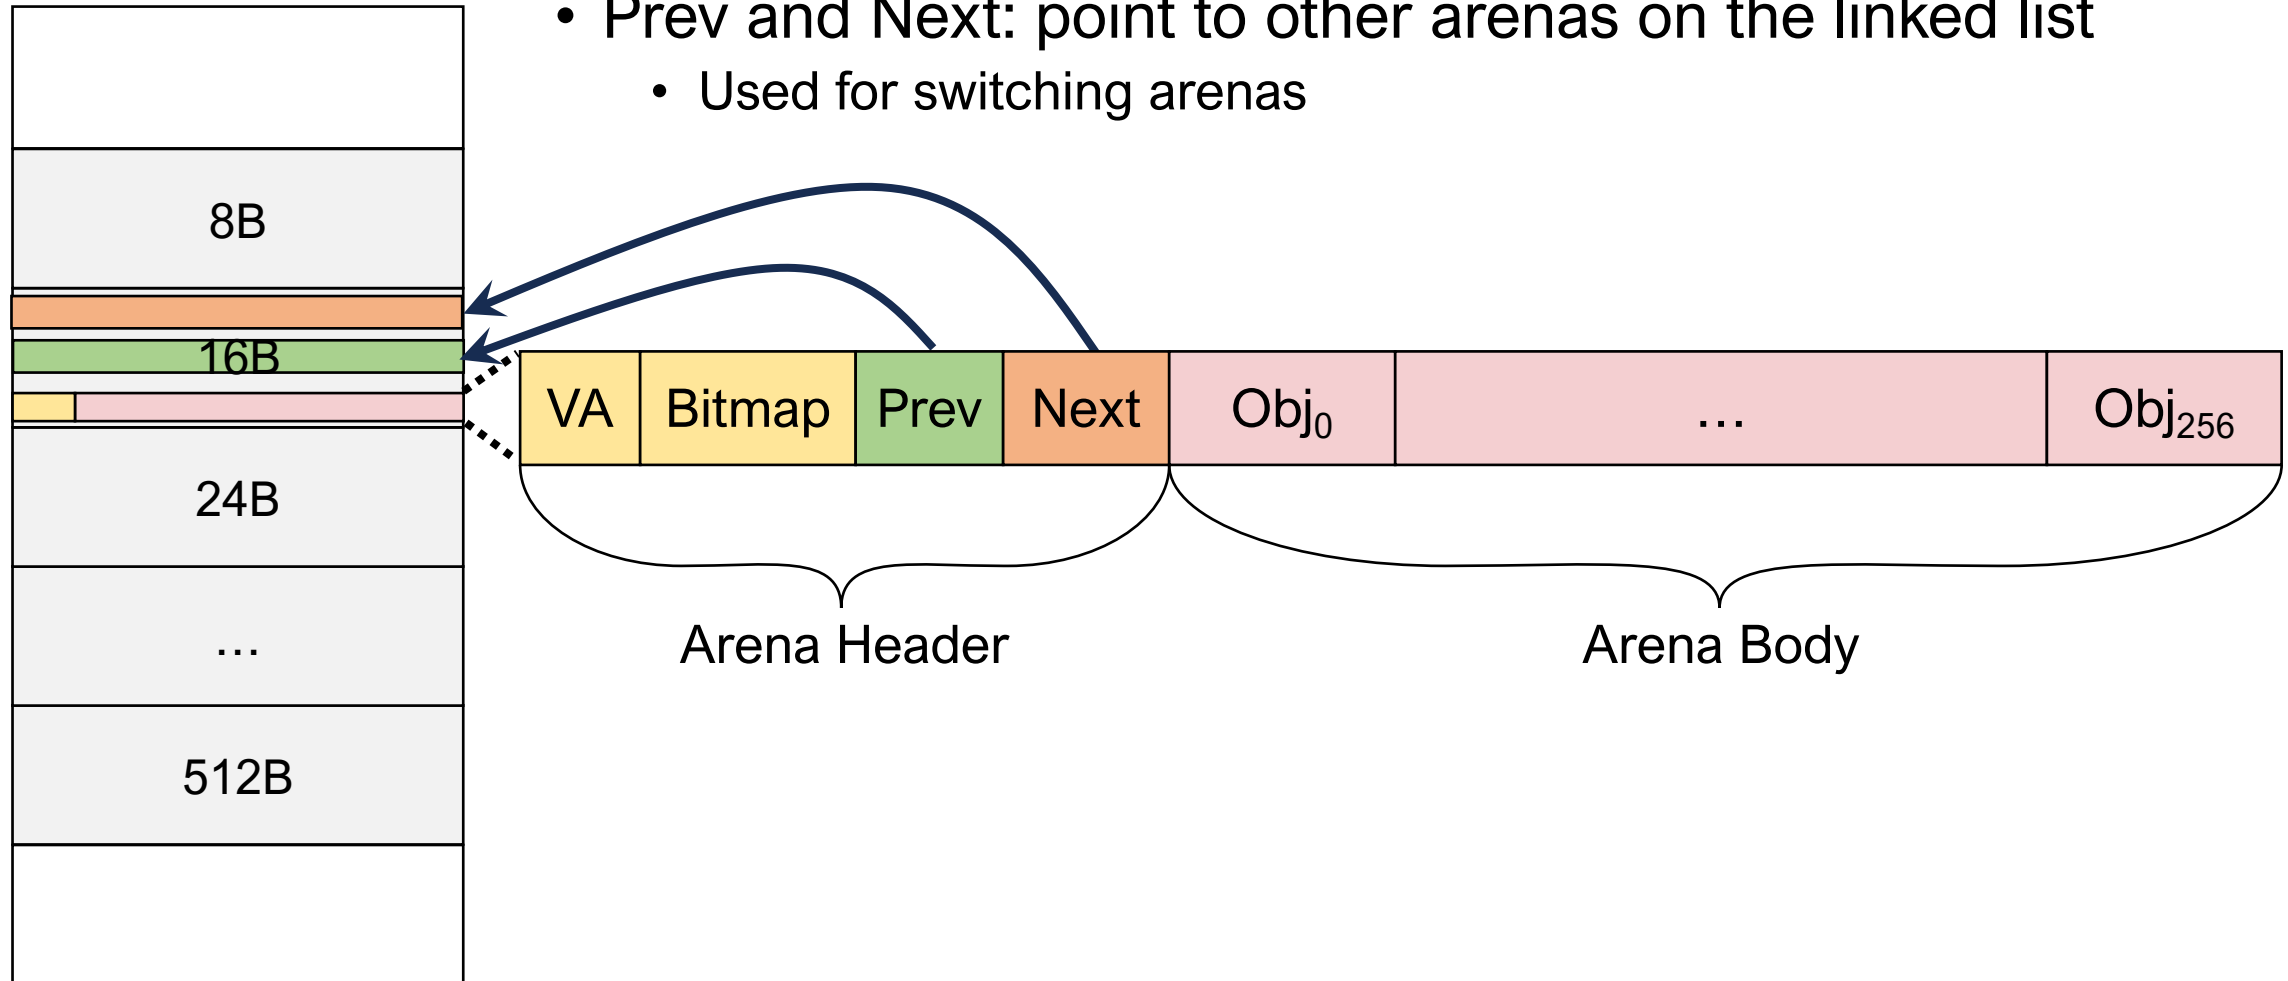 • Prev and Next: point to other arenas on the linked list
• Used for switching arenas
8B
16B
24B
...
512B
VA Bitmap Prev Next Obj₀ ... Obj₂₅₆
Arena Header Arena Body